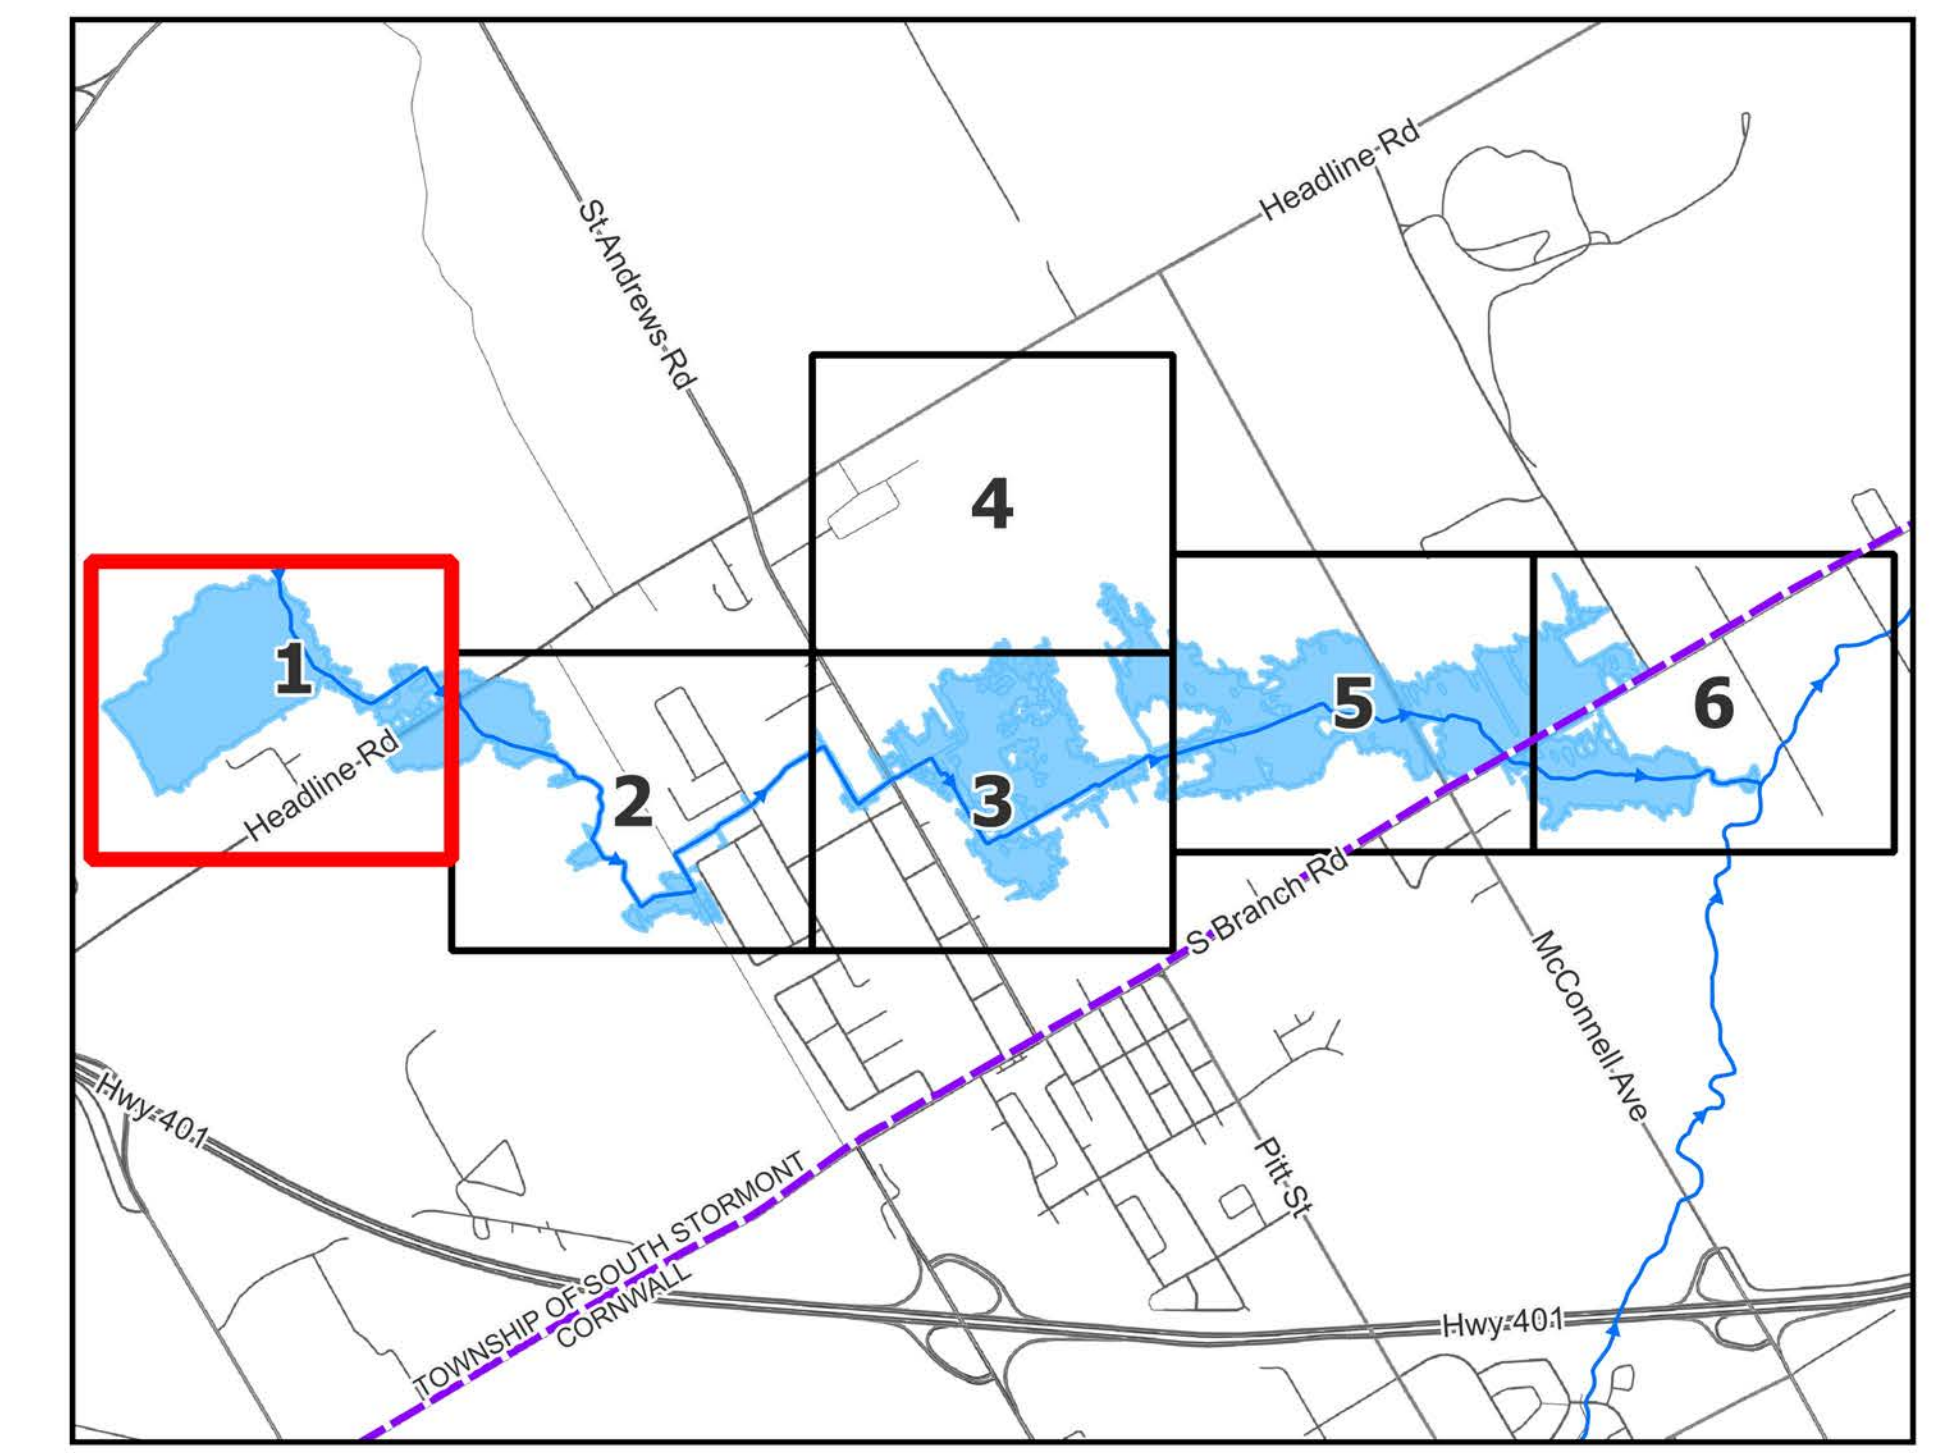 Headline-Rd
St-Andrews-Rd
4
1
5
6
2
3
Headline-Rd
S-Branch-Rd
McConnell-Ave
Hwy-401
Pitt-St
TOWNSHIP OF SOUTH STORMONT
CORNWALL
Hwy-401